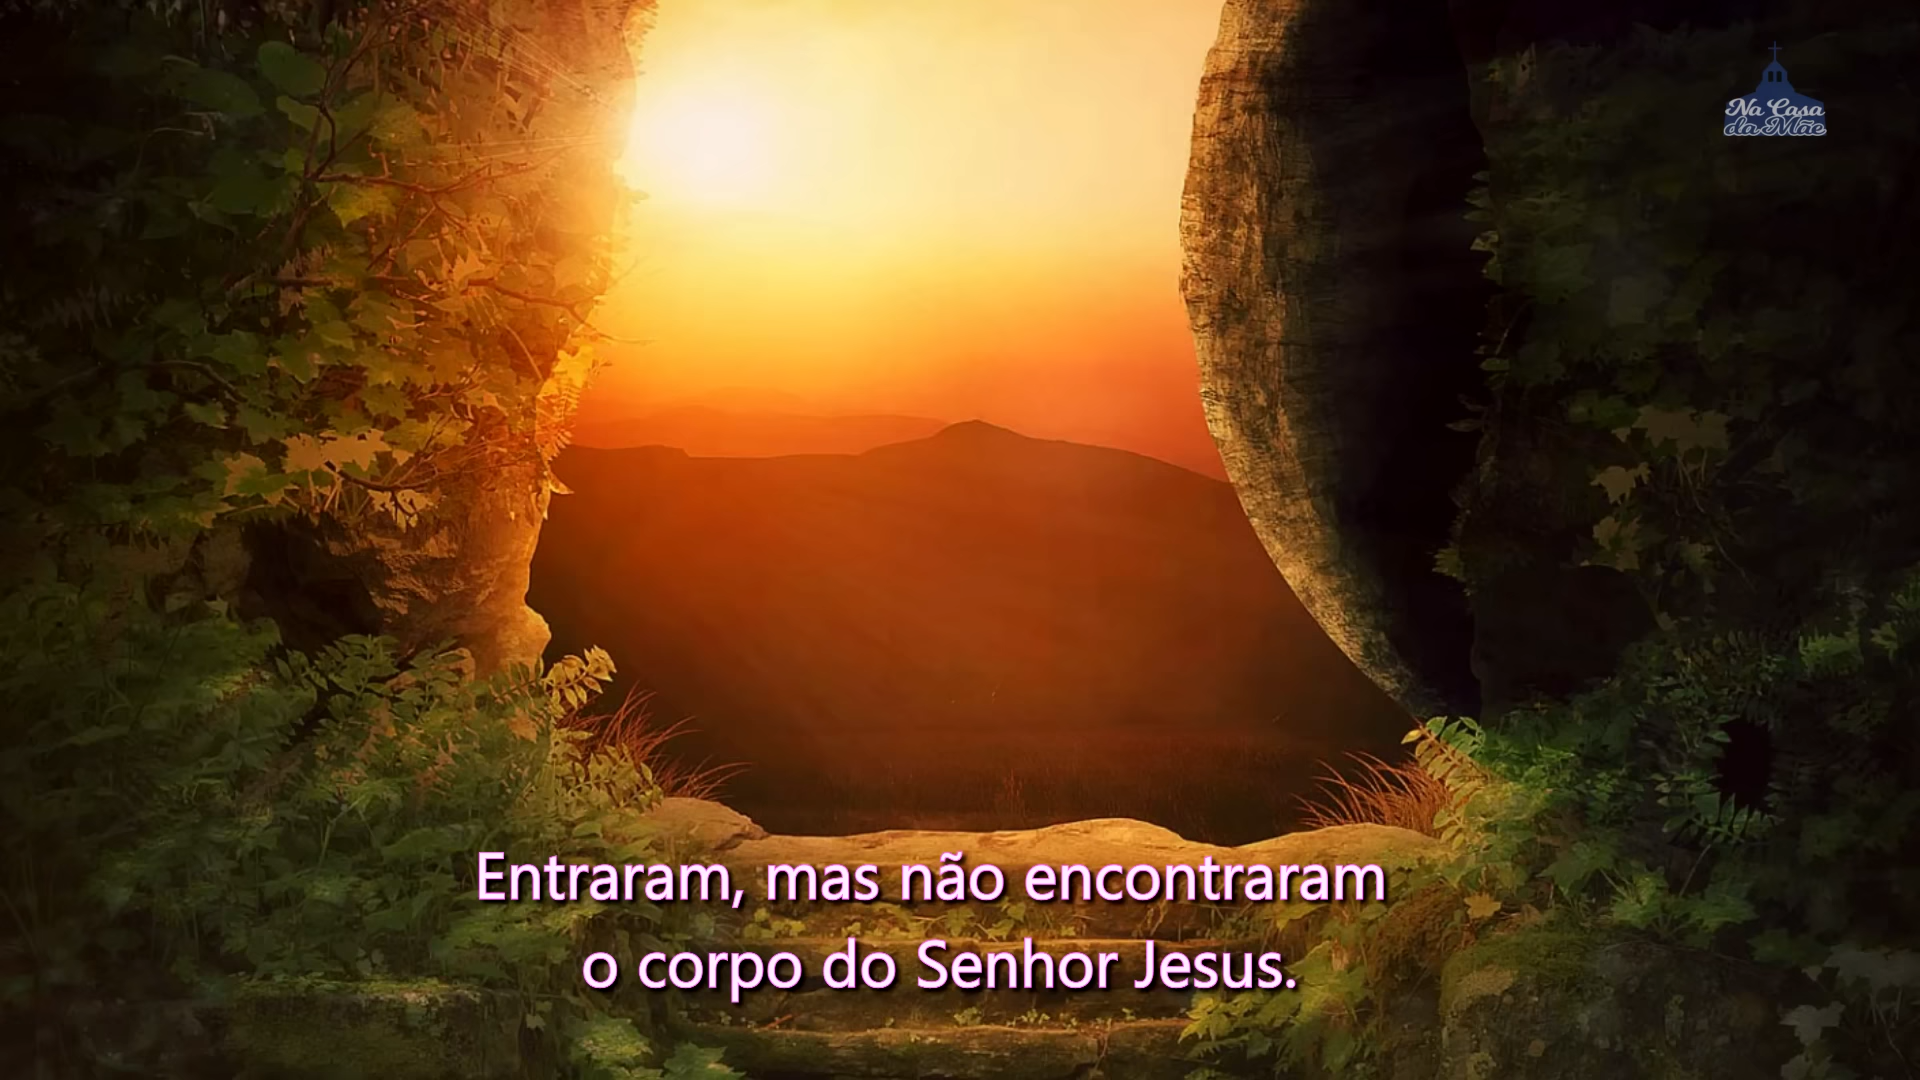 Na Casa
da Mãe
Entraram, mas não encontraram
o corpo do Senhor Jesus.